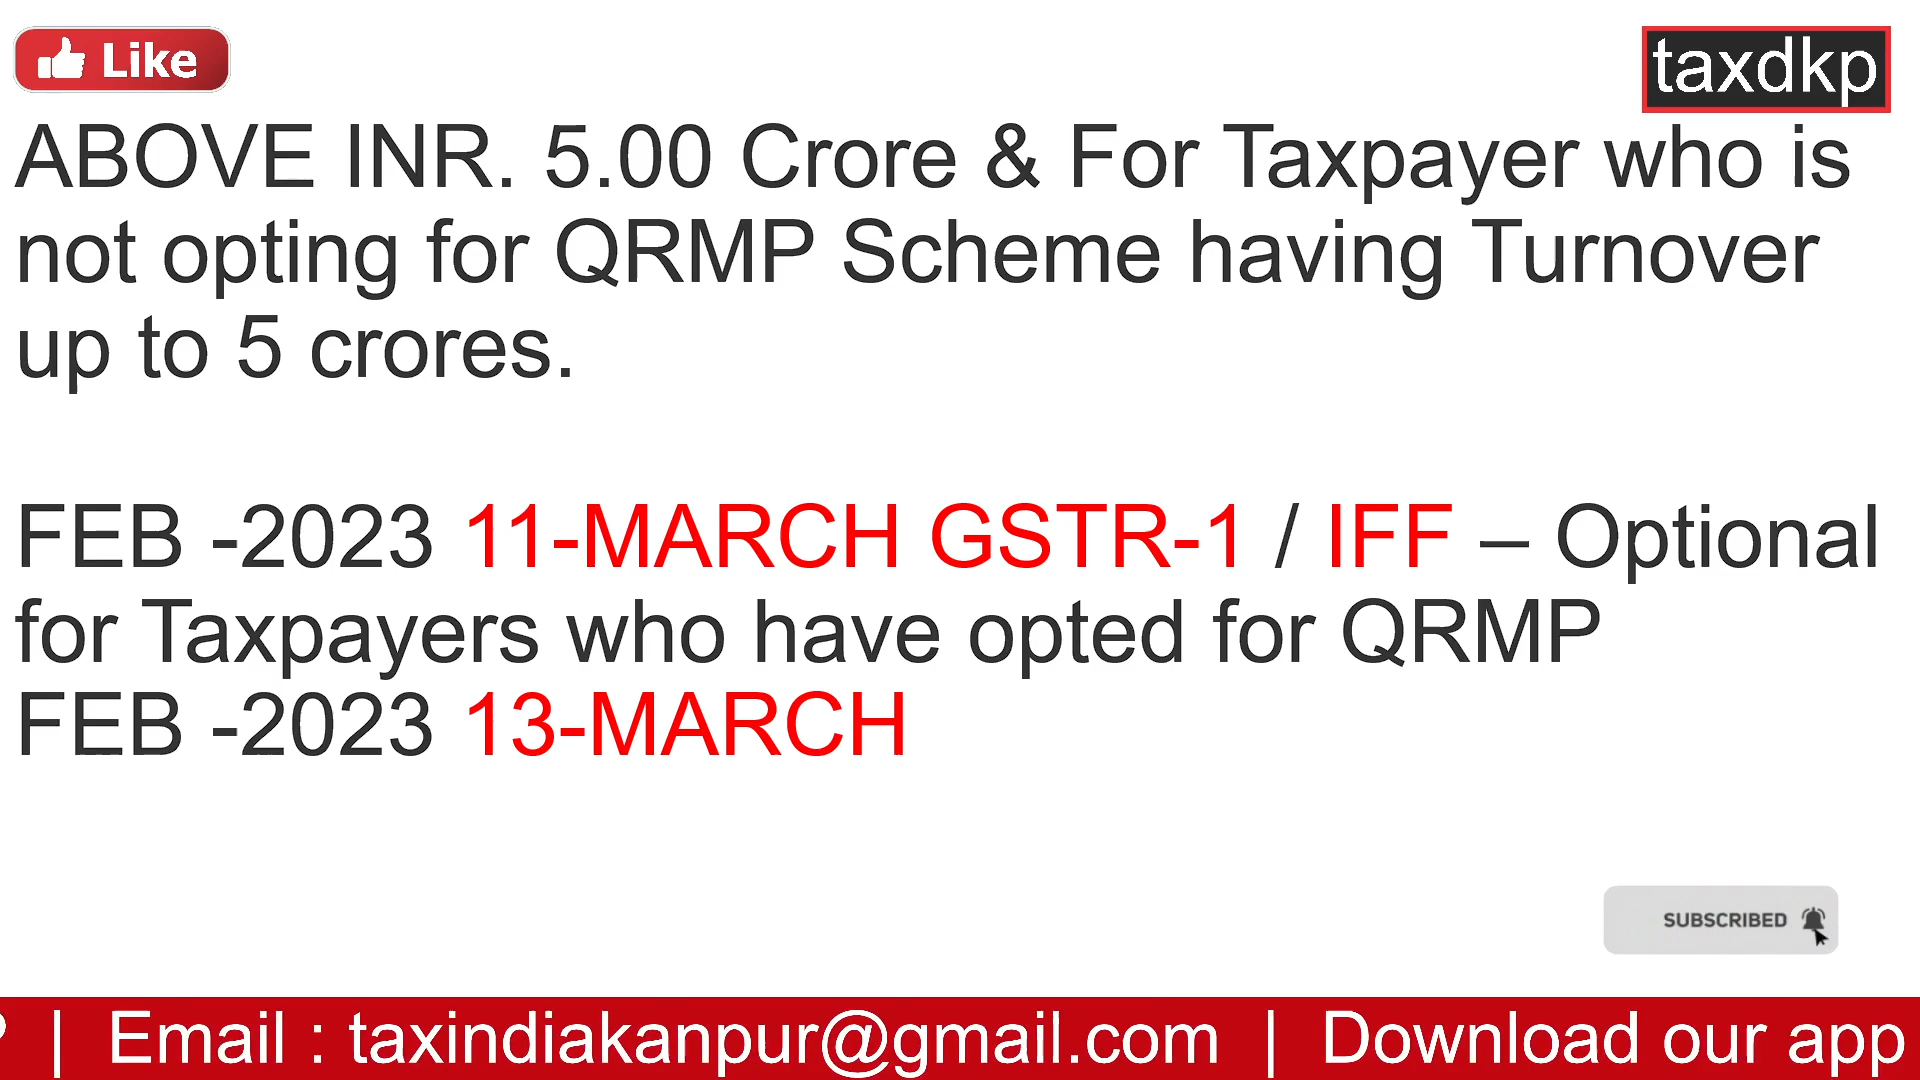 Like
taxdkp
ABOVE INR. 5.00 Crore & For Taxpayer who is
not opting for QRMP Scheme having Turnover
up to 5 crores.
FEB -2023 11-MARCH GSTR-1 / IFF – Optional
for Taxpayers who have opted for QRMP
FEB -2023 13-MARCH
SUBSCRIBED
| Email : taxindiakanpur@gmail.com | Download our app